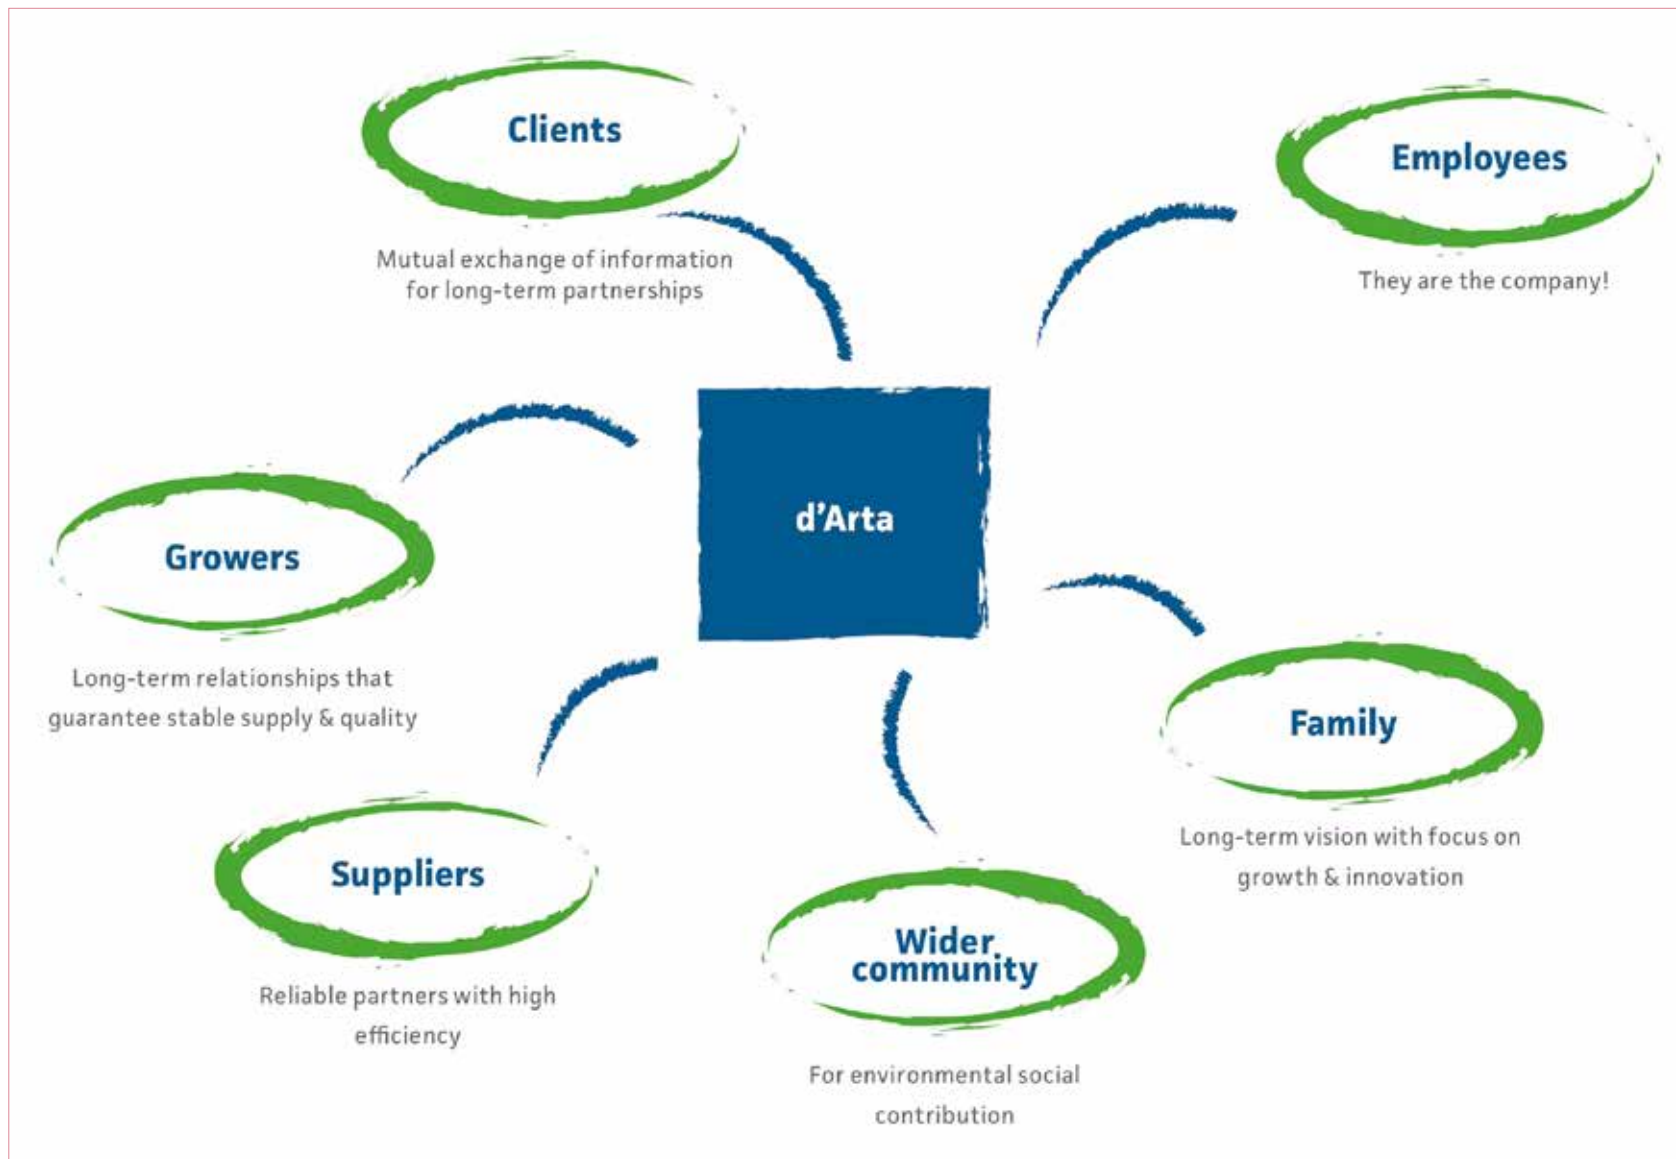 Clients
Mutual exchange of information
for long-term partnerships
Employees
They are the company!
d’Arta
Growers
Long-term relationships that
guarantee stable supply & quality
Family
Long-term vision with focus on
growth & innovation
Suppliers
Reliable partners with high
efficiency
Wider
community
For environmental social
contribution